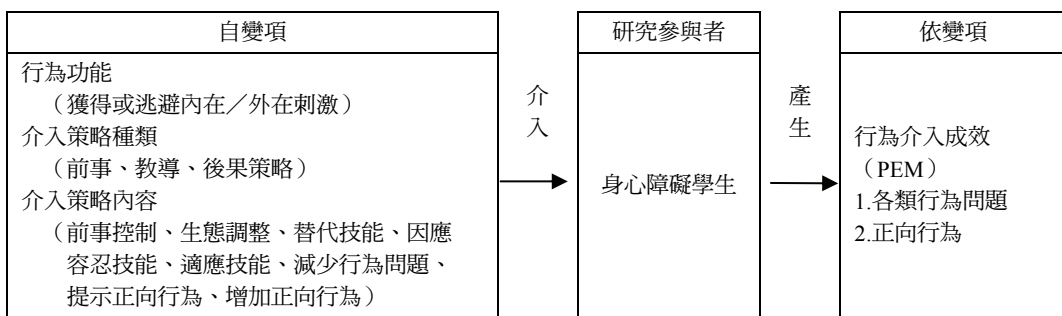 自變項
行為功能
（獲得或逃避內在／外在刺激）
介入策略種類
（前事、教導、後果策略）
介入策略內容
（前事控制、生態調整、替代技能、因應
容忍技能、適應技能、減少行為問題、
提示正向行為、增加正向行為）
介
入
研究參與者
身心障礙學生
產
生
依變項
行為介入成效
（PEM）
1.各類行為問題
2.正向行為